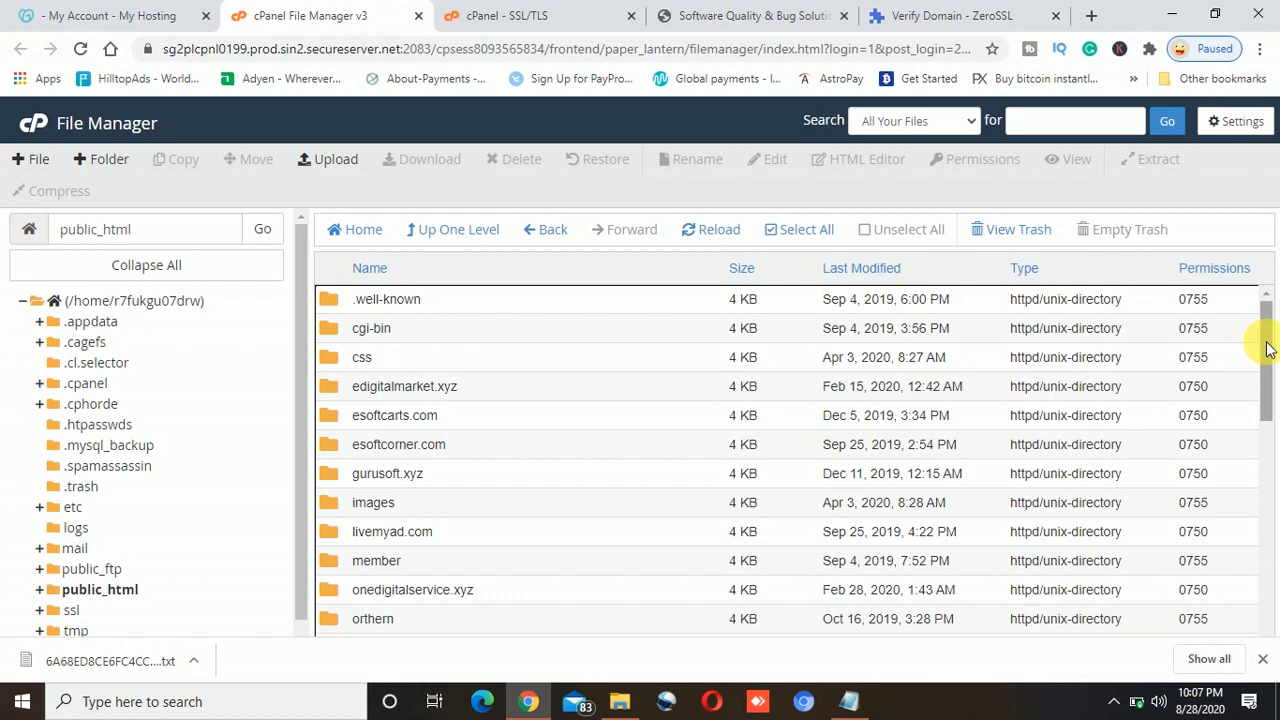 - My Account - My Hosting
cPanel File Manager v3
cPanel - SSL/TLS
Software Quality & Bug Soluti
Verify Domain - ZeroSSL
sg2plcpnl0199.prod.sin2.secureserver.net:2083/cpsess8093565834/frontend/paper_lantern/filemanager/index.html?login=1&post_login=2...
Paused
Apps
HilltopAds - World...
Adyen - Wherever...
About-Payments -...
Sign Up for PayPro...
Global payments - I...
AstroPay
Get Started
Buy bitcoin instantl...
Other bookmarks
cP File Manager
Search
All Your Files
for
Go
Settings
File
Folder
Copy
Move
Upload
Download
Delete
Restore
Rename
Edit
HTML Editor
Permissions
View
Extract
Compress
public_html
Go
Home
Up One Level
Back
Forward
Reload
Select All
Unselect All
View Trash
Empty Trash
Collapse All
(/home/r7fukgu07drw)
.appdata
.cagefs
.cl.selector
.cpanel
.cphorde
.htpasswds
.mysql_backup
.spamassassin
.trash
etc
logs
mail
public_ftp
public_html
ssl
tmp
Name Size Last Modified Type Permissions
.well-known 4 KB Sep 4, 2019, 6:00 PM httpd/unix-directory 0755
cgi-bin 4 KB Sep 4, 2019, 3:56 PM httpd/unix-directory 0755
css 4 KB Apr 3, 2020, 8:27 AM httpd/unix-directory 0755
edigitalmarket.xyz 4 KB Feb 15, 2020, 12:42 AM httpd/unix-directory 0750
esoftcarts.com 4 KB Dec 5, 2019, 3:34 PM httpd/unix-directory 0750
esoftcorner.com 4 KB Sep 25, 2019, 2:54 PM httpd/unix-directory 0750
gurusoft.xyz 4 KB Dec 11, 2019, 12:15 AM httpd/unix-directory 0750
images 4 KB Apr 3, 2020, 8:28 AM httpd/unix-directory 0755
livemyad.com 4 KB Sep 25, 2019, 4:22 PM httpd/unix-directory 0750
member 4 KB Sep 4, 2019, 7:52 PM httpd/unix-directory 0755
onedigitalservice.xyz 4 KB Feb 28, 2020, 1:43 AM httpd/unix-directory 0750
orthern 4 KB Oct 16, 2019, 3:28 PM httpd/unix-directory 0755
6A68ED8CE6FC4CC....txt
Show all
Type here to search
83
10:07 PM
8/28/2020